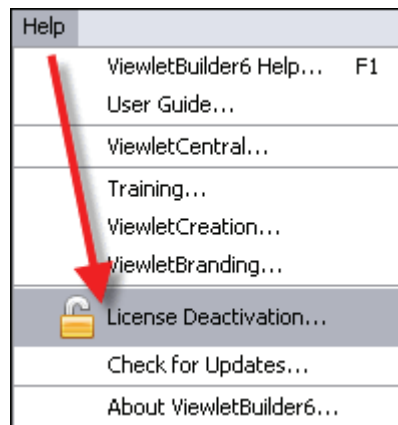 Help
ViewletBuilder6 Help... F1
User Guide...
ViewletCentral...
Training...
ViewletCreation...
ViewletBranding...
License Deactivation...
Check for Updates...
About ViewletBuilder6...